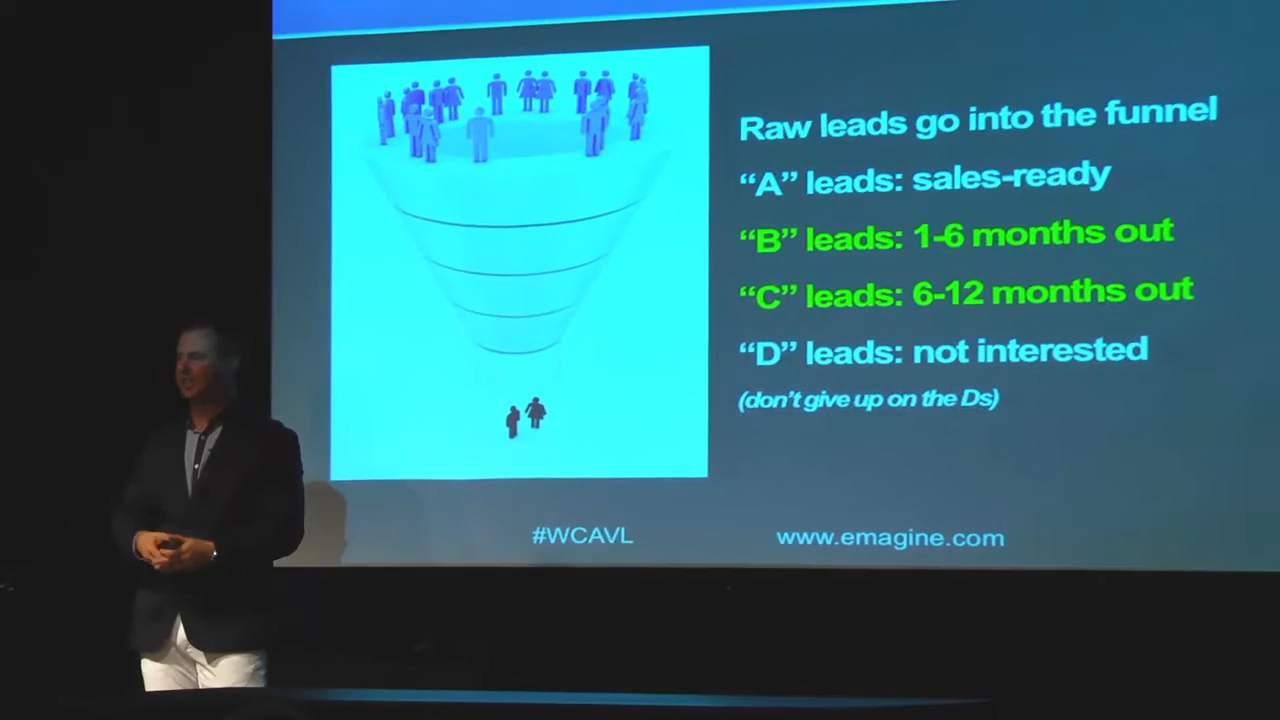 Raw leads go into the funnel
“A” leads: sales-ready
“B” leads: 1-6 months out
“C” leads: 6-12 months out
“D” leads: not interested
(don’t give up on the Ds)
#WCAVL
www.emagine.com